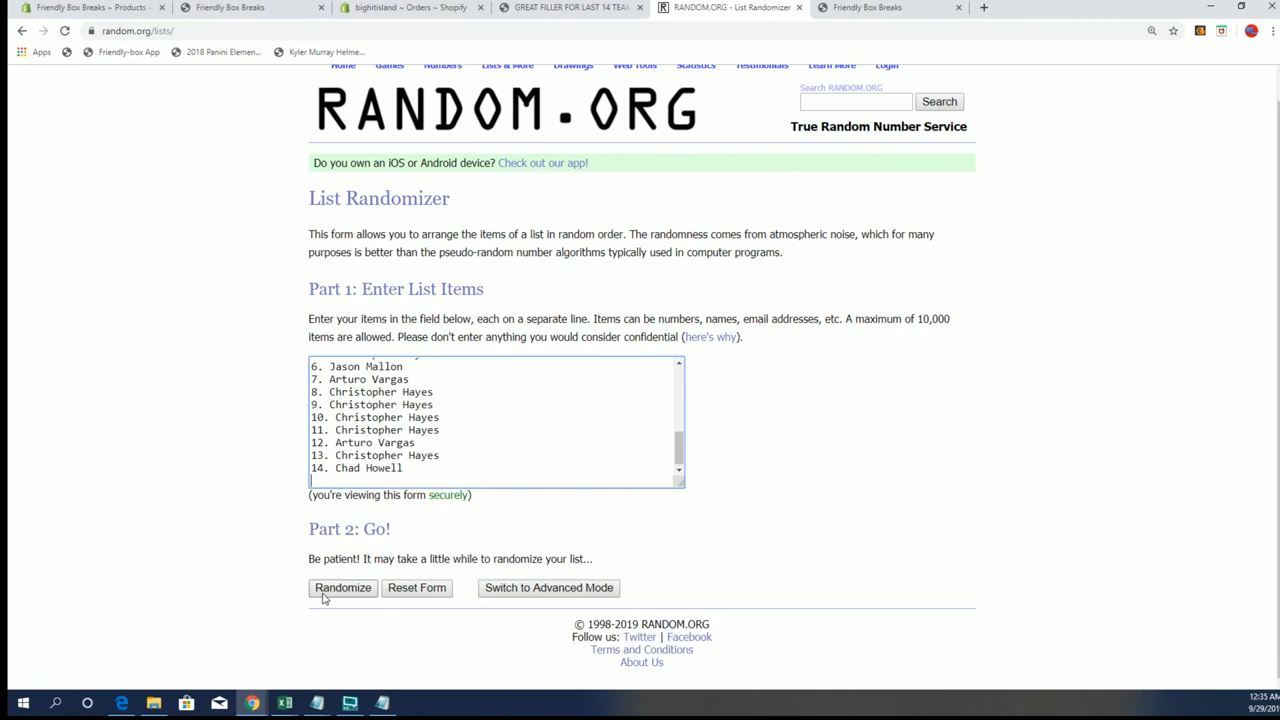 Friendly Box Breaks ~ Products ~
Friendly Box Breaks
bighitisland ~ Orders ~ Shopify
GREAT FILLER FOR LAST 14 TEAM
RANDOM.ORG - List Randomizer
Friendly Box Breaks
random.org/lists/
Apps
Friendly-box App
2018 Panini Elemen...
Kyler Murray Helme...
Home Games Numbers Lists & More Drawings Web Tools Statistics Testimonials Learn More Login
RANDOM.ORG
Search RANDOM.ORG
Search
True Random Number Service
Do you own an iOS or Android device? Check out our app!
List Randomizer
This form allows you to arrange the items of a list in random order. The randomness comes from atmospheric noise, which for many
purposes is better than the pseudo-random number algorithms typically used in computer programs.
Part 1: Enter List Items
Enter your items in the field below, each on a separate line. Items can be numbers, names, email addresses, etc. A maximum of 10,000
items are allowed. Please don't enter anything you would consider confidential (here's why).
6. Jason Mallon
7. Arturo Vargas
8. Christopher Hayes
9. Christopher Hayes
10. Christopher Hayes
11. Christopher Hayes
12. Arturo Vargas
13. Christopher Hayes
14. Chad Howell
(you're viewing this form securely)
Part 2: Go!
Be patient! It may take a little while to randomize your list...
Randomize Reset Form Switch to Advanced Mode
© 1998-2019 RANDOM.ORG
Follow us: Twitter | Facebook
Terms and Conditions
About Us
12:35 AM
9/29/201